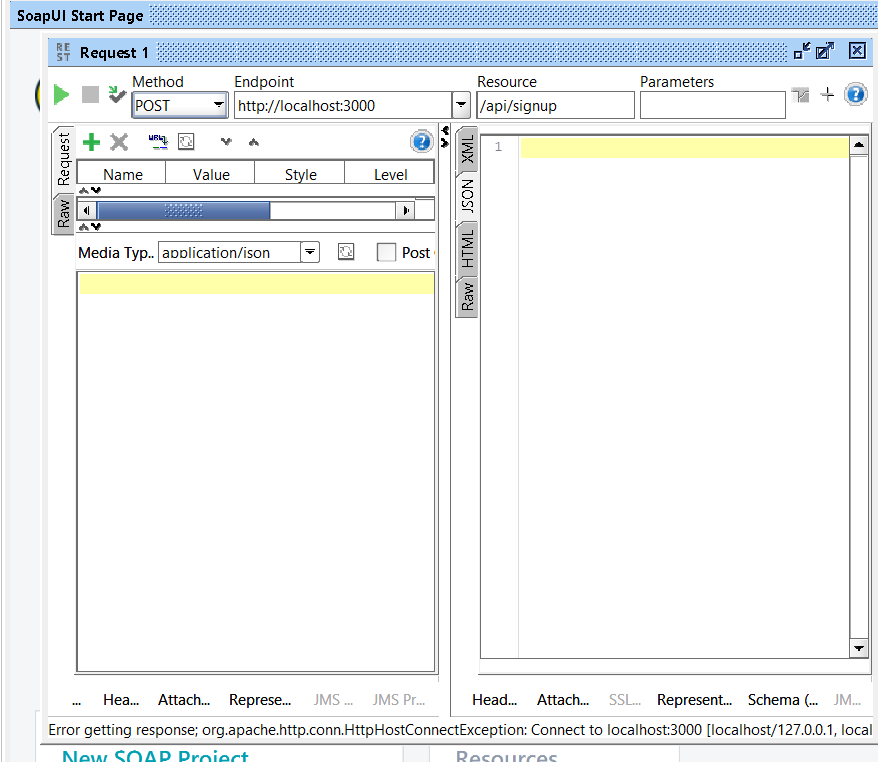 SoapUI Start Page
REST Request 1
Method Endpoint Resource Parameters
POST http://localhost:3000 /api/signup
Request
Raw
Name Value Style Level
Media Typ.. application/json Post
XML
JSON
HTML
Raw
1
... Hea... Attach... Represe... JMS ... JMS Pr...
Head... Attach... SSL... Represent... Schema (... JM...
Error getting response; org.apache.http.conn.HttpHostConnectException: Connect to localhost:3000 [localhost/127.0.0.1, local
New SOAP Project Resources